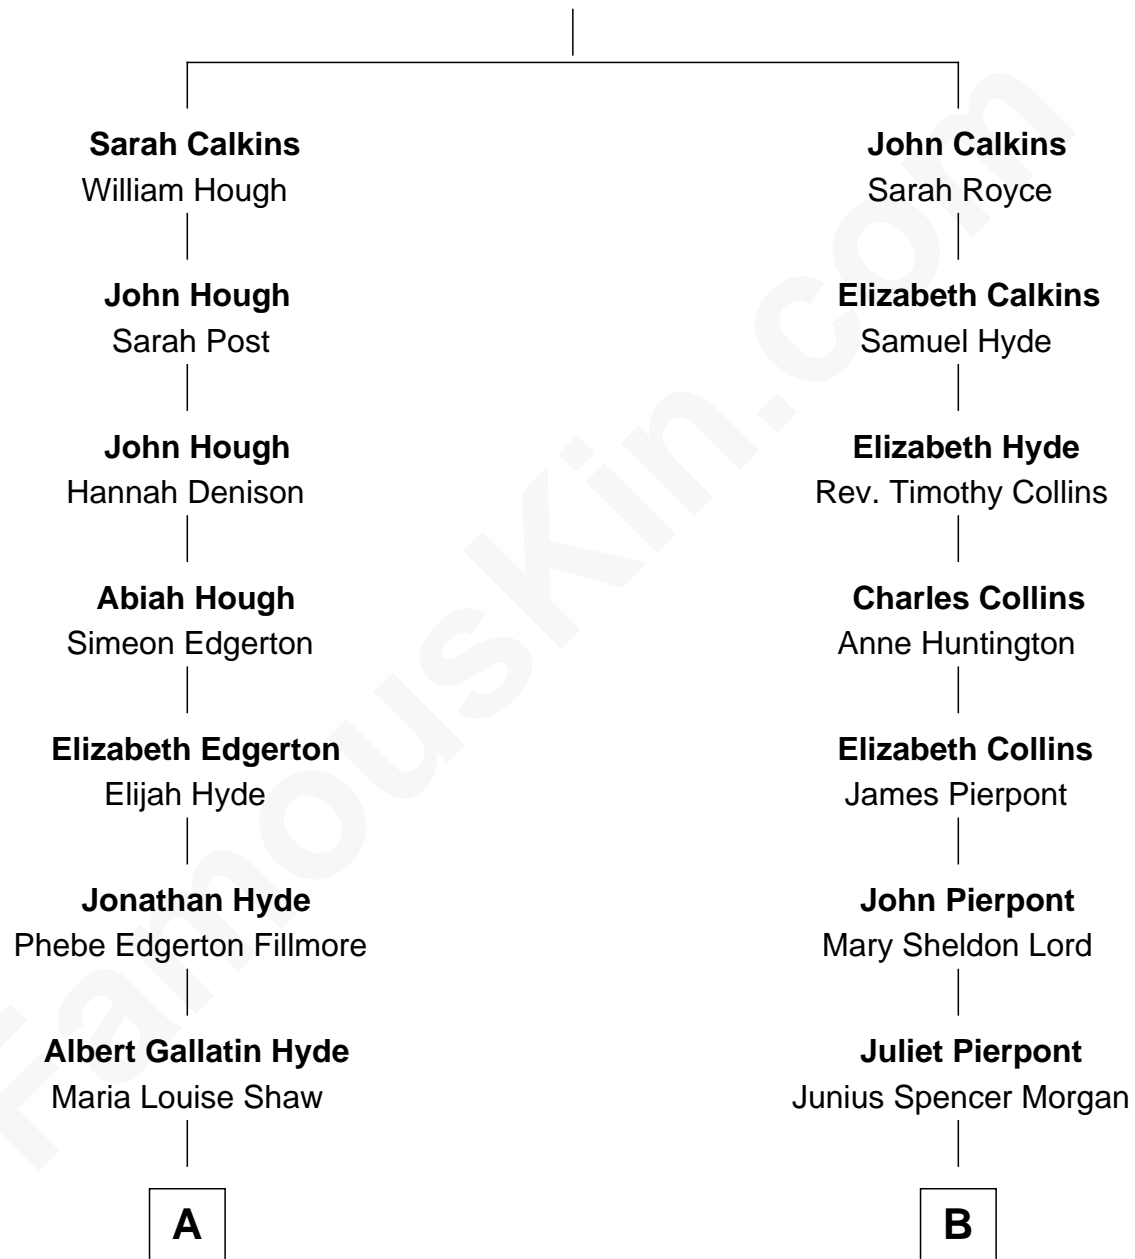 Sarah Calkins
William Hough
John Hough
Sarah Post
John Hough
Hannah Denison
Abiah Hough
Simeon Edgerton
Elizabeth Edgerton
Elijah Hyde
Jonathan Hyde
Phebe Edgerton Fillmore
Albert Gallatin Hyde
Maria Louise Shaw
A
John Calkins
Sarah Royce
Elizabeth Calkins
Samuel Hyde
Elizabeth Hyde
Rev. Timothy Collins
Charles Collins
Anne Huntington
Elizabeth Collins
James Pierpont
John Pierpont
Mary Sheldon Lord
Juliet Pierpont
Junius Spencer Morgan
B
FamousKin.com